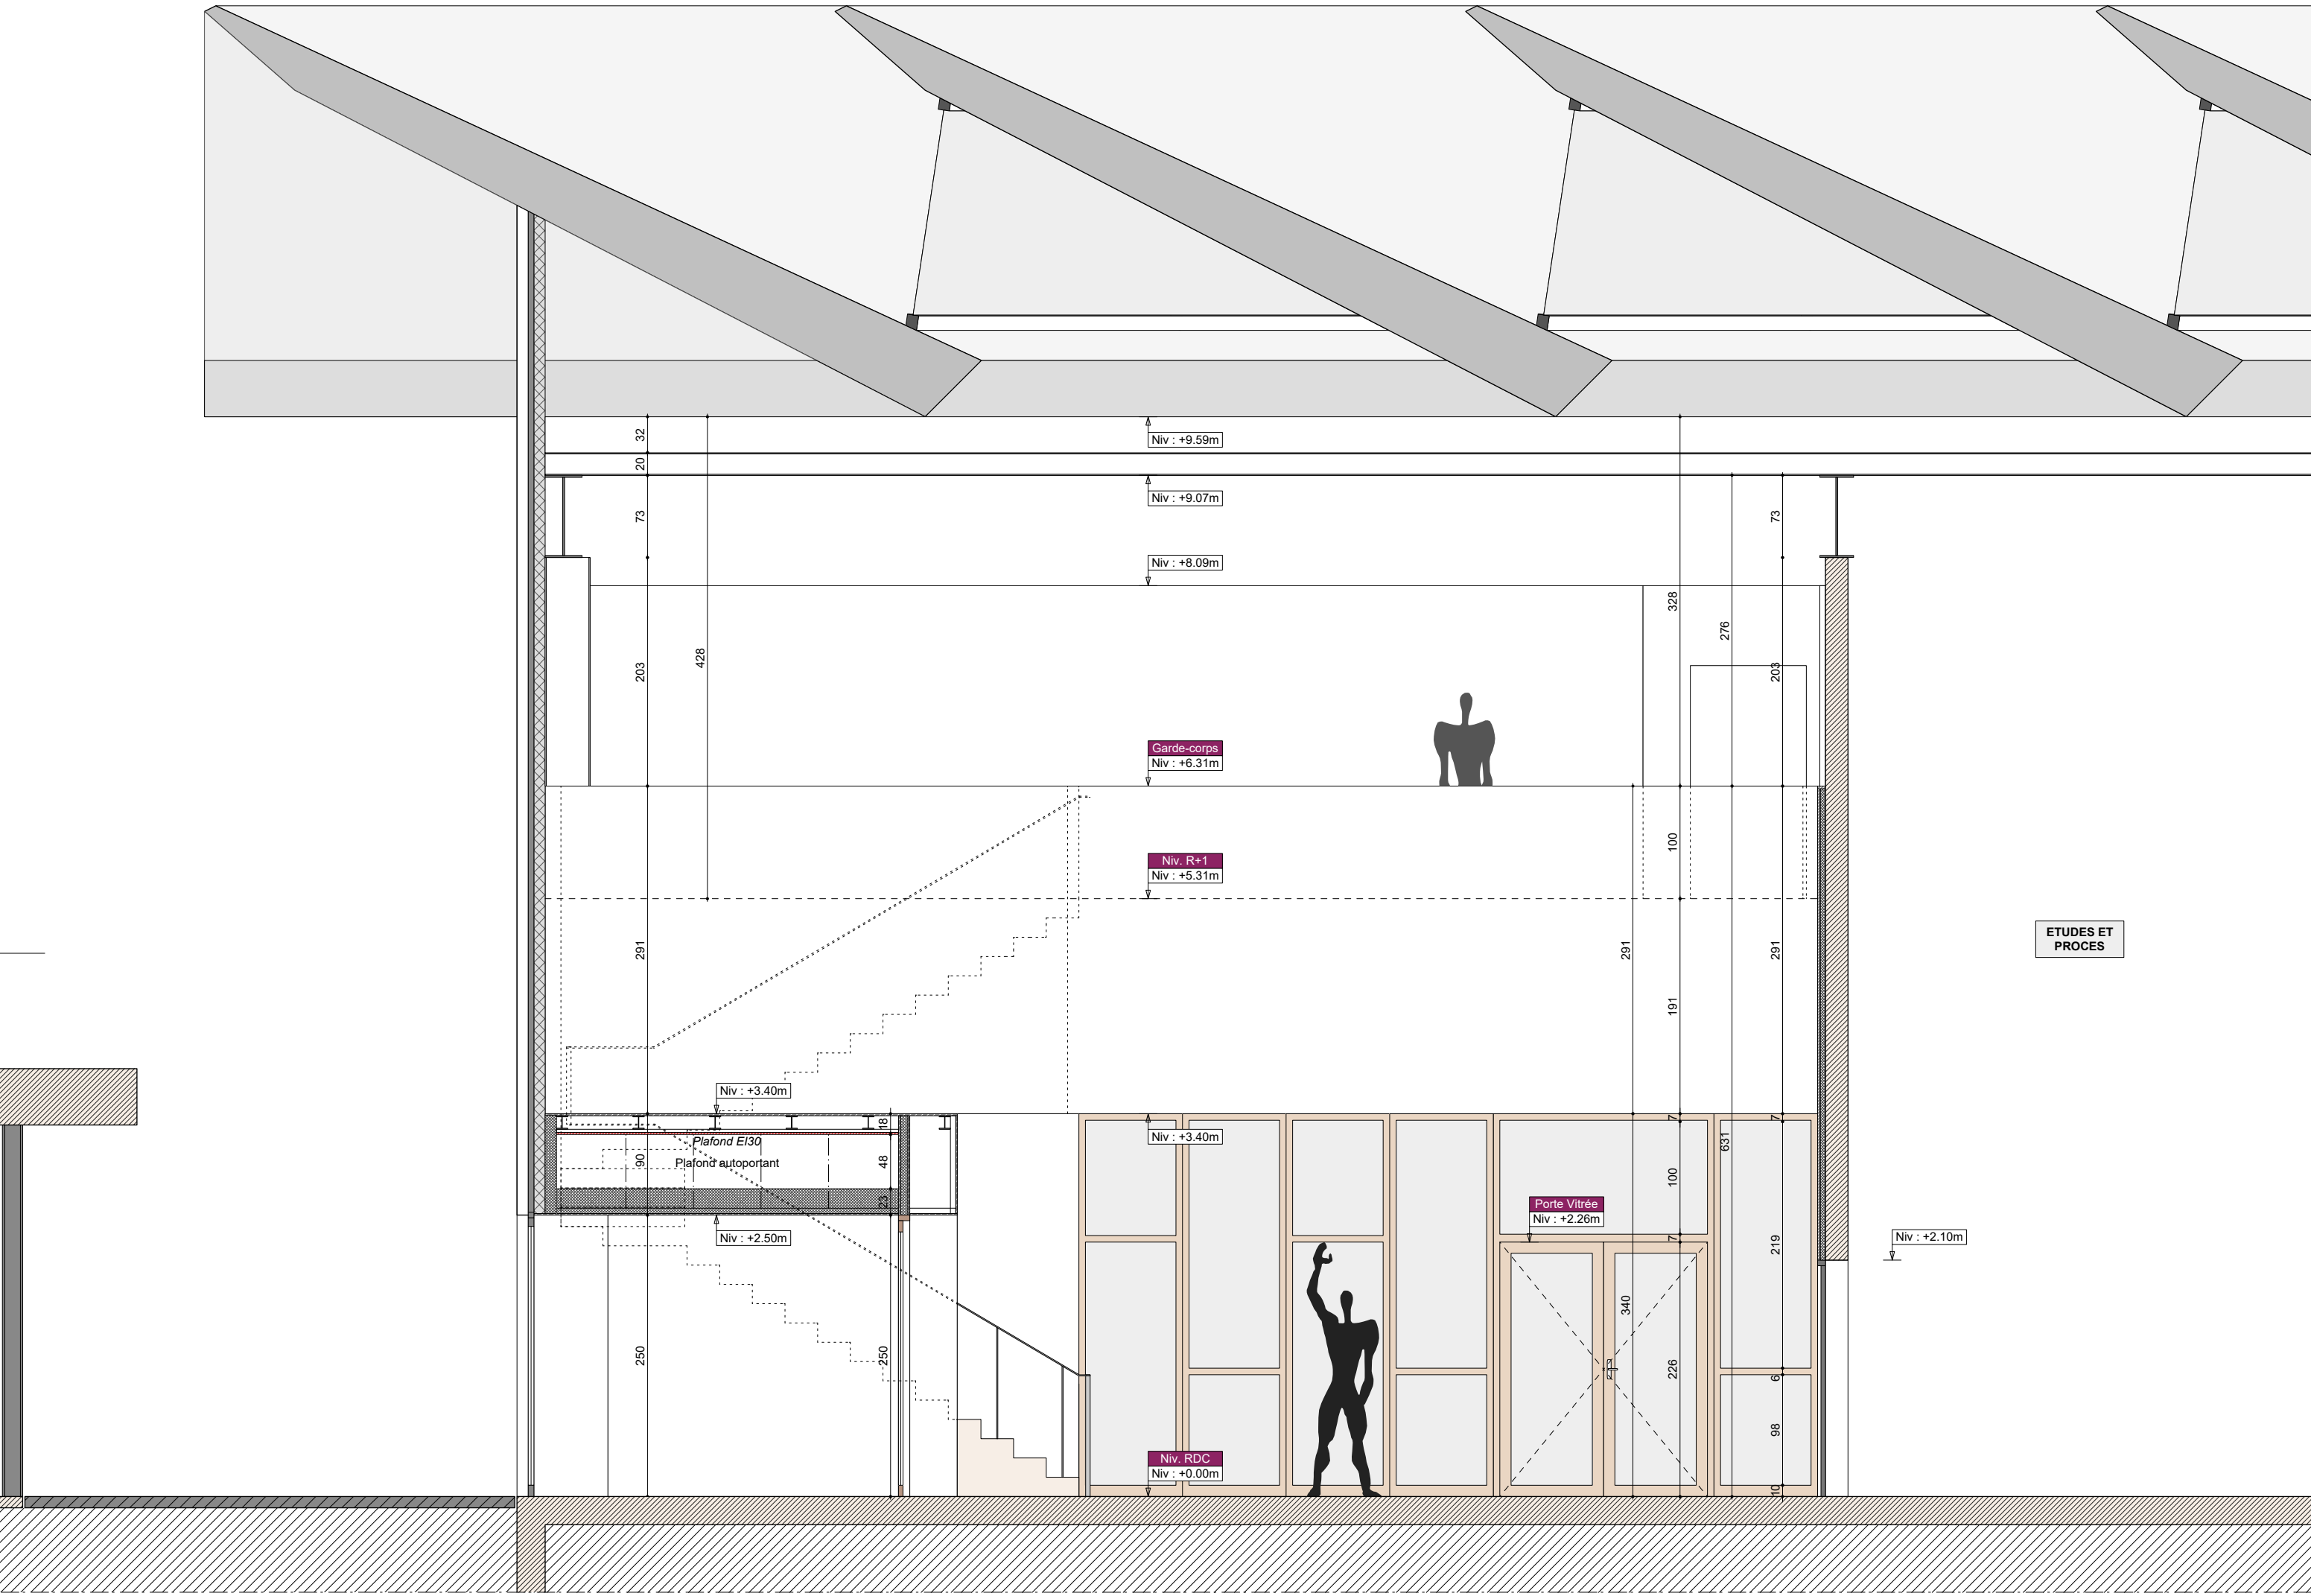 32
Niv : +9.59m
20
Niv : +9.07m
73
73
Niv : +8.09m
328
276
428
203
203
Garde-corps
Niv : +6.31m
100
Niv. R+1
Niv : +5.31m
ETUDES ET
PROCES
291
291
291
191
Niv : +3.40m
18
Niv : +3.40m
7
7
Plafond EI30
631
90
Plafond autoportant
48
100
23
Porte Vitrée
Niv : +2.26m
Niv : +2.50m
7
219
Niv : +2.10m
340
250
250
226
6
98
Niv. RDC
Niv : +0.00m
10